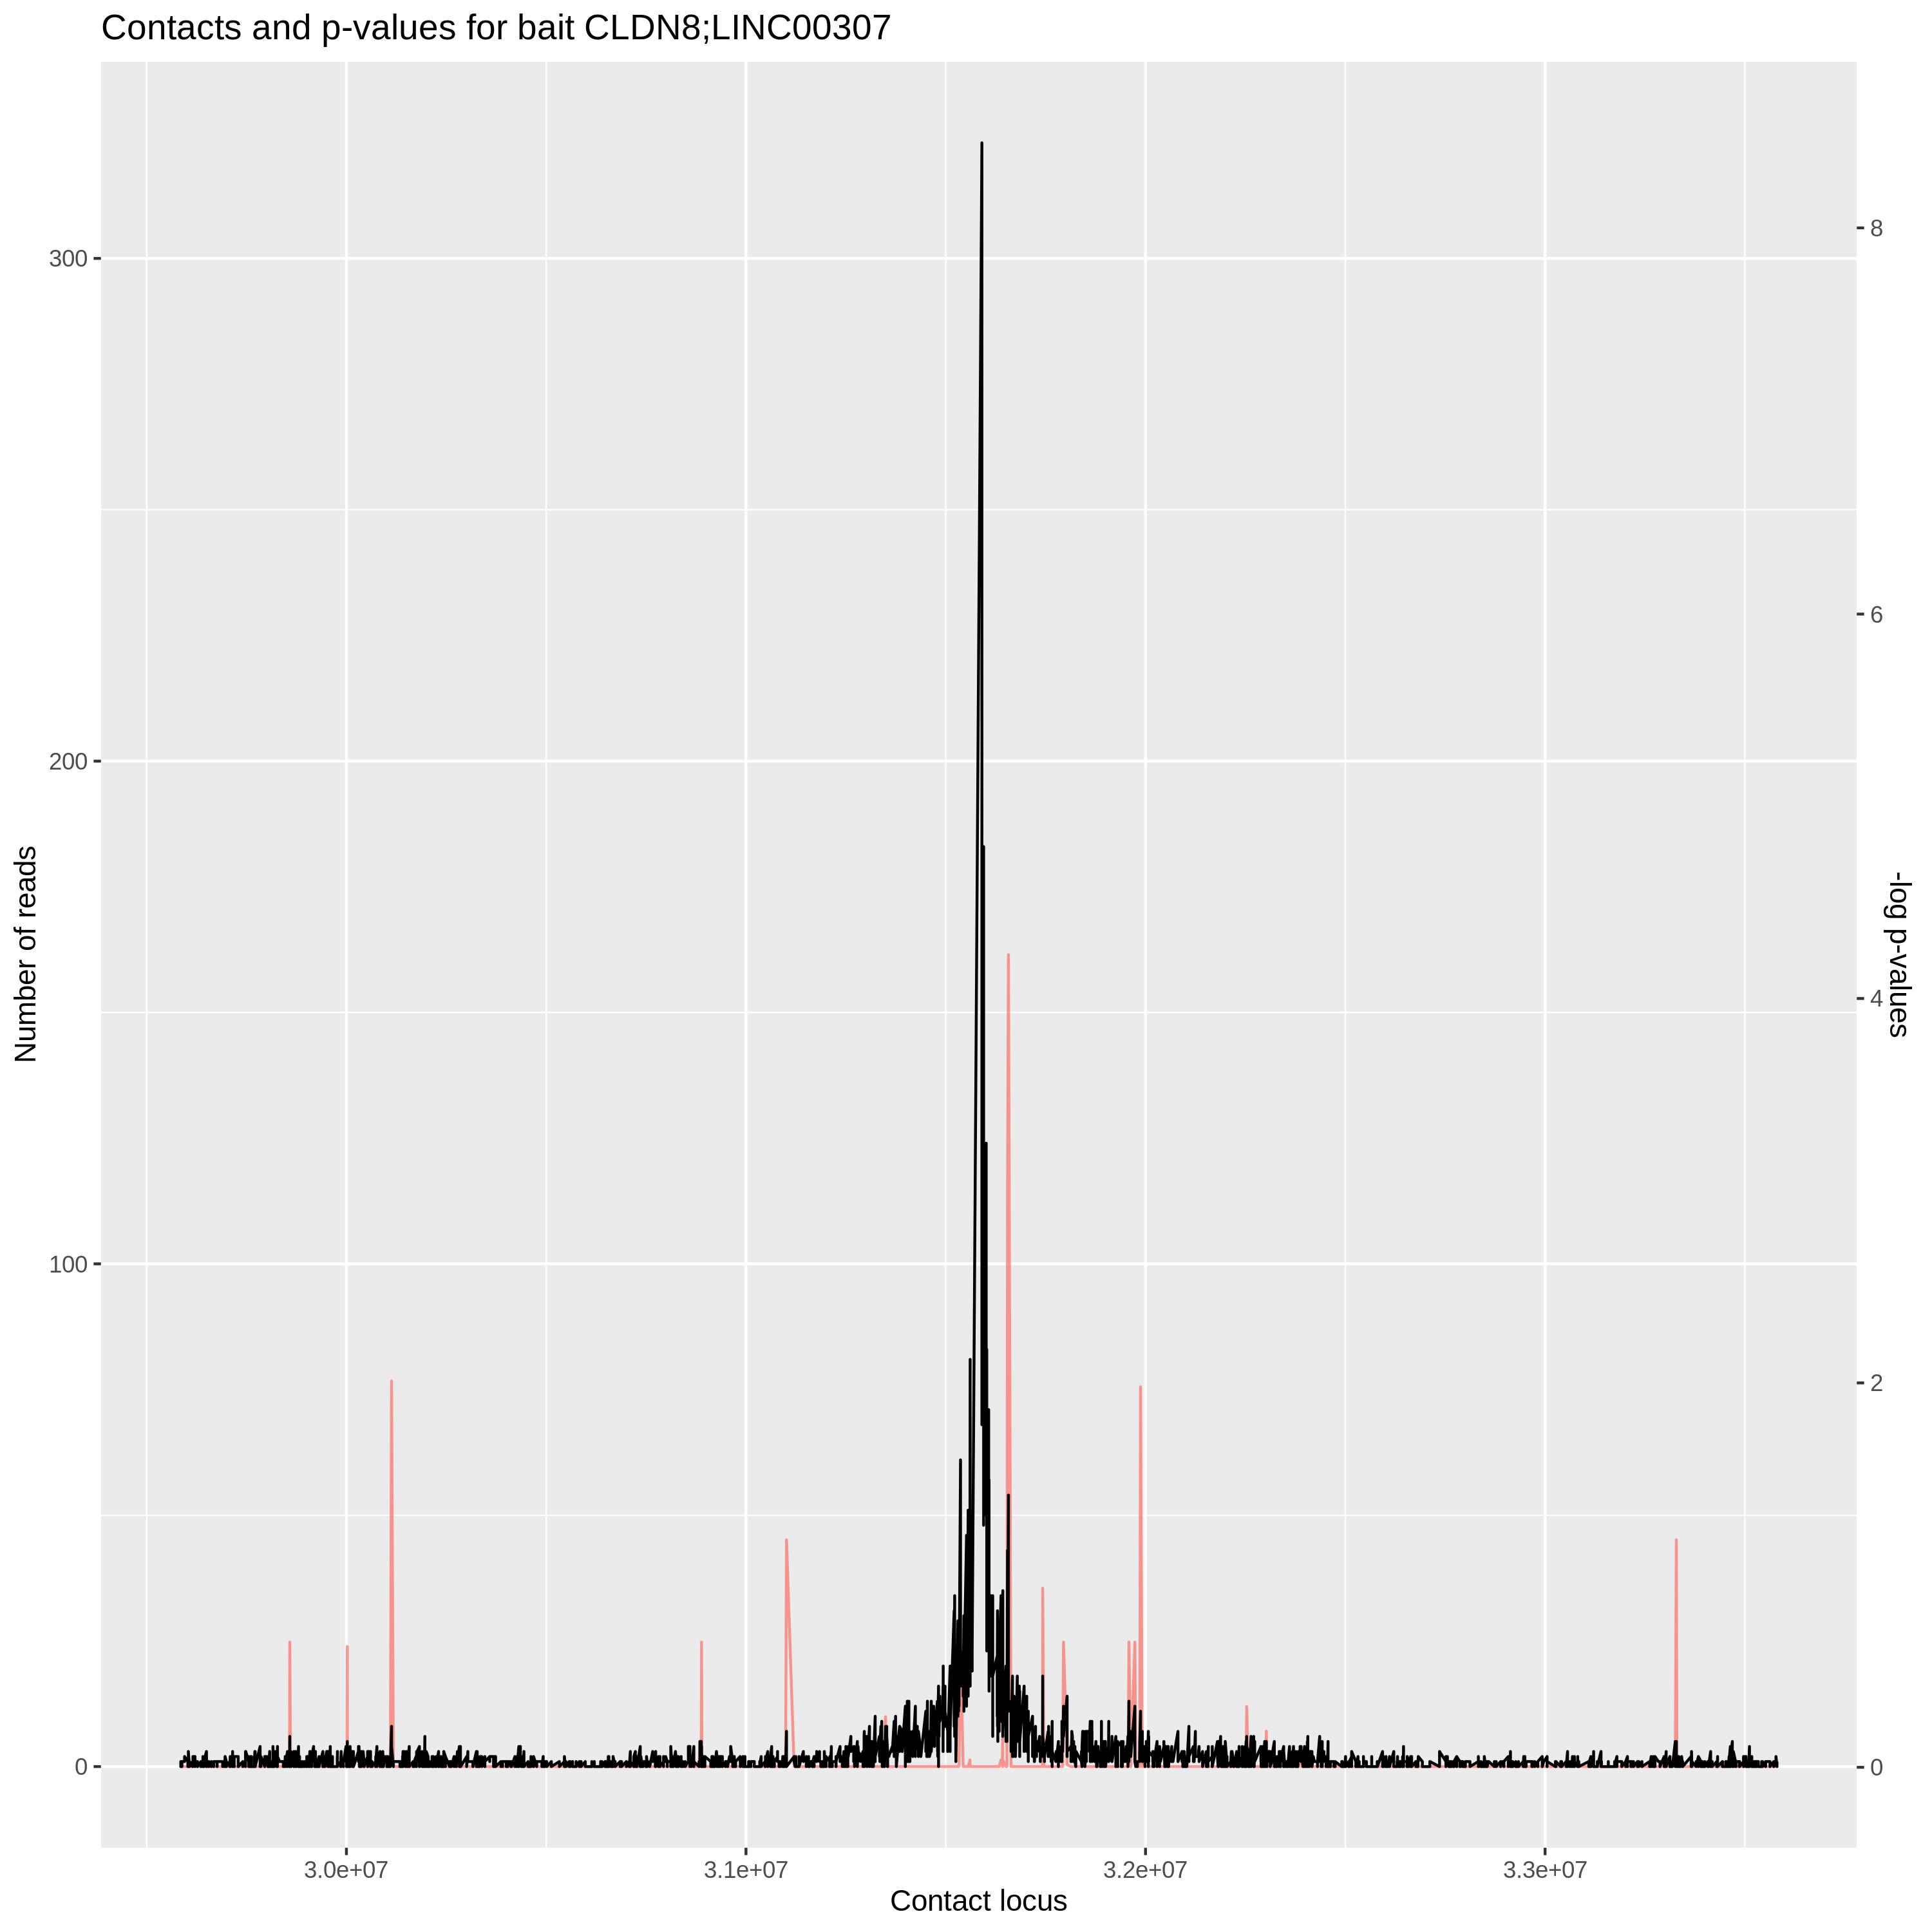 Contacts and p-values for bait CLDN8;LINC00307
Number of reads
300
200
100
0
8
6
4
2
0
-log p-values
3.0e+07
3.1e+07
3.2e+07
3.3e+07
Contact locus